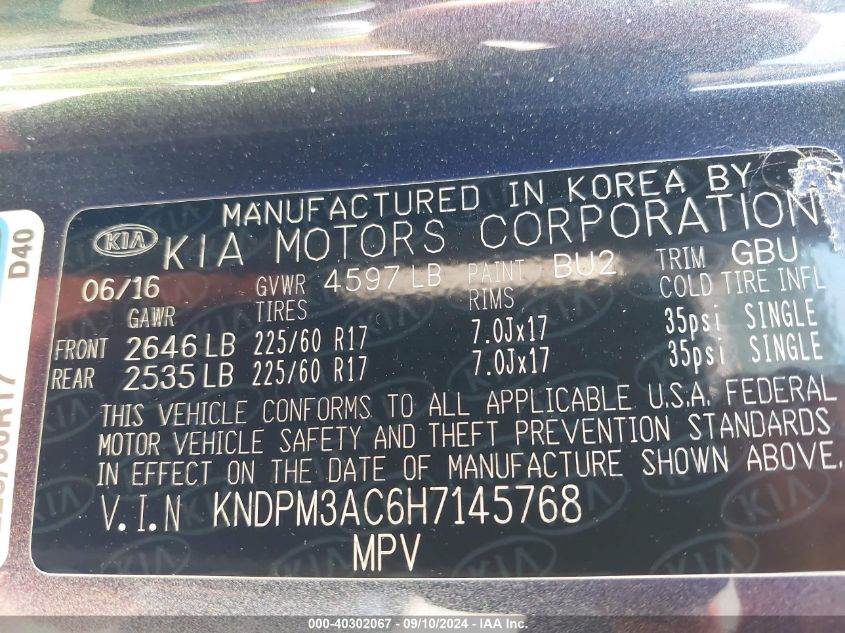 MANUFACTURED IN KOREA BY
KIA KIA MOTORS CORPORATION
06/16 GVWR 4597 LB PAINT BU2 TRIM GBU
GAWR TIRES RIMS COLD TIRE INFL
FRONT 2646 LB 225/60 R17 7.0Jx17 35psi SINGLE
REAR 2535 LB 225/60 R17 7.0Jx17 35psi SINGLE
THIS VEHICLE CONFORMS TO ALL APPLICABLE U.S.A. FEDERAL
MOTOR VEHICLE SAFETY AND THEFT PREVENTION STANDARDS
IN EFFECT ON THE DATE OF MANUFACTURE SHOWN ABOVE.
V.I.N KNDPM3AC6H7145768
MPV
D40
000-40302067 - 09/10/2024 - IAA, Inc.